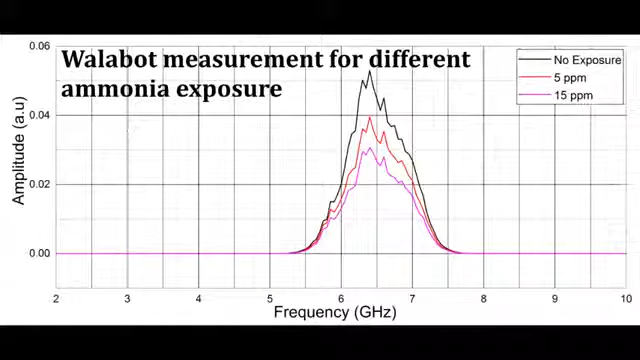 Walabot measurement for different
ammonia exposure
No Exposure
5 ppm
15 ppm
Amplitude (a.u)
0.06
0.04
0.02
0.00
2 3 4 5 6 7 8 9 10
Frequency (GHz)